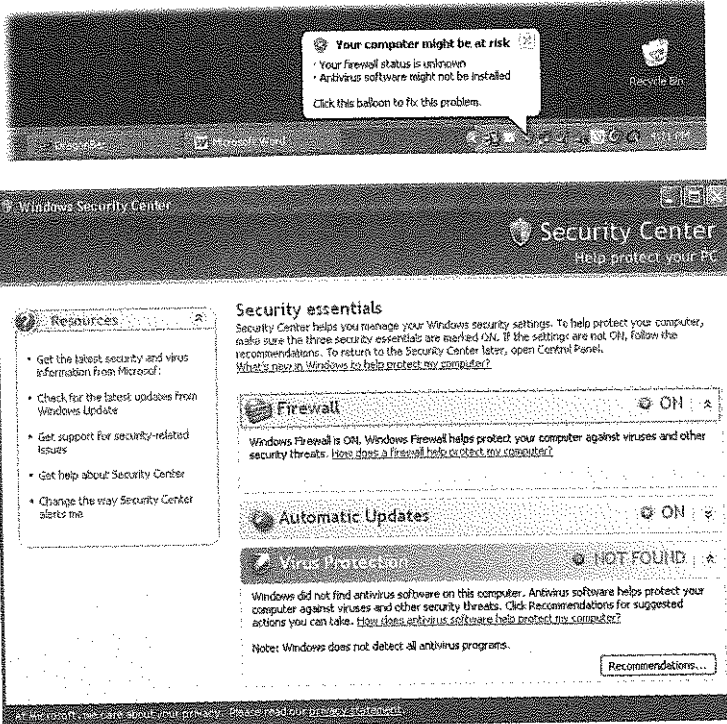 Your computer might be at risk
· Your firewall status is unknown
· Antivirus software might not be installed
Click this balloon to fix this problem.
Recycle Bin
Microsoft Word
4:21 PM
Windows Security Center
Security Center
Help protect your PC
Resources
• Get the latest security and virus
information from Microsoft
• Check for the latest updates from
Windows Update
• Get support for security-related
issues
• Get help about Security Center
• Change the way Security Center
alerts me
Security essentials
Security Center helps you manage your Windows security settings. To help protect your computer,
make sure the three security essentials are marked ON. If the settings are not ON, follow the
recommendations. To return to the Security Center later, open Control Panel.
What's new in Windows to help protect my computer?
Firewall ON
Windows Firewall is ON. Windows Firewall helps protect your computer against viruses and other
security threats. How does a firewall help protect my computer?
Automatic Updates ON
Virus Protection NOT FOUND
Windows did not find antivirus software on this computer. Antivirus software helps protect your
computer against viruses and other security threats. Click Recommendations for suggested
actions you can take. How does antivirus software help protect my computer?
Note: Windows does not detect all antivirus programs.
Recommendations...
At Microsoft, we care about your privacy. Please read our privacy statement.